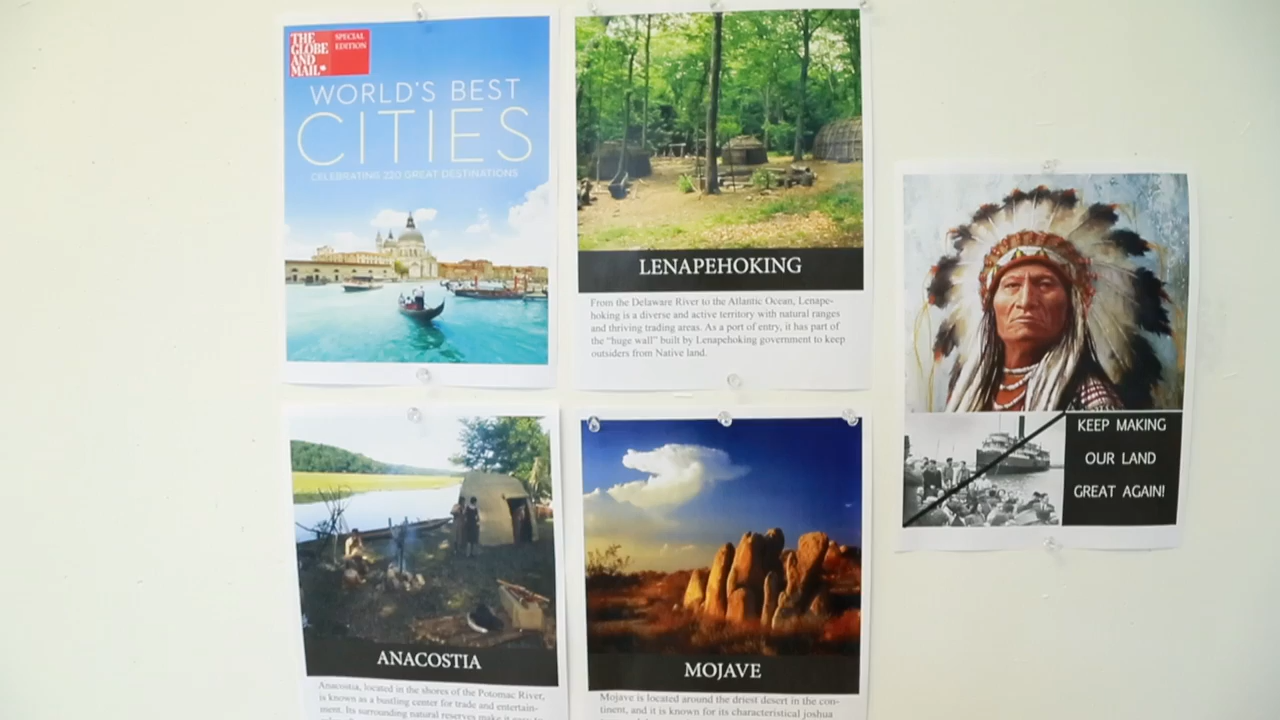 THE
GLOBE
AND
MAIL
SPECIAL
EDITION
WORLD'S BEST
CITIES
CELEBRATING 220 GREAT DESTINATIONS
LENAPEHOKING
From the Delaware River to the Atlantic Ocean, Lenape-
hoking is a diverse and active territory with natural ranges
and thriving trading areas. As a port of entry, it has part of
the "huge wall" built by Lenapehoking government to keep
outsiders from Native land.
KEEP MAKING
OUR LAND
GREAT AGAIN!
ANACOSTIA
Anacostia, located in the shores of the Potomac River,
is known as a bustling center for trade and entertain-
ment. Its surrounding natural reserves make it
MOJAVE
Mojave is located around the driest desert in the con-
tinent, and it is known for its characteristical joshua